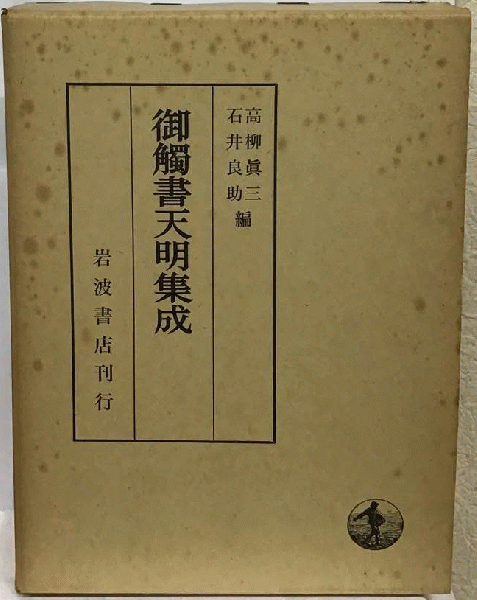 高柳眞三
石井良助
編
御觸書天明集成
岩波書店刊行